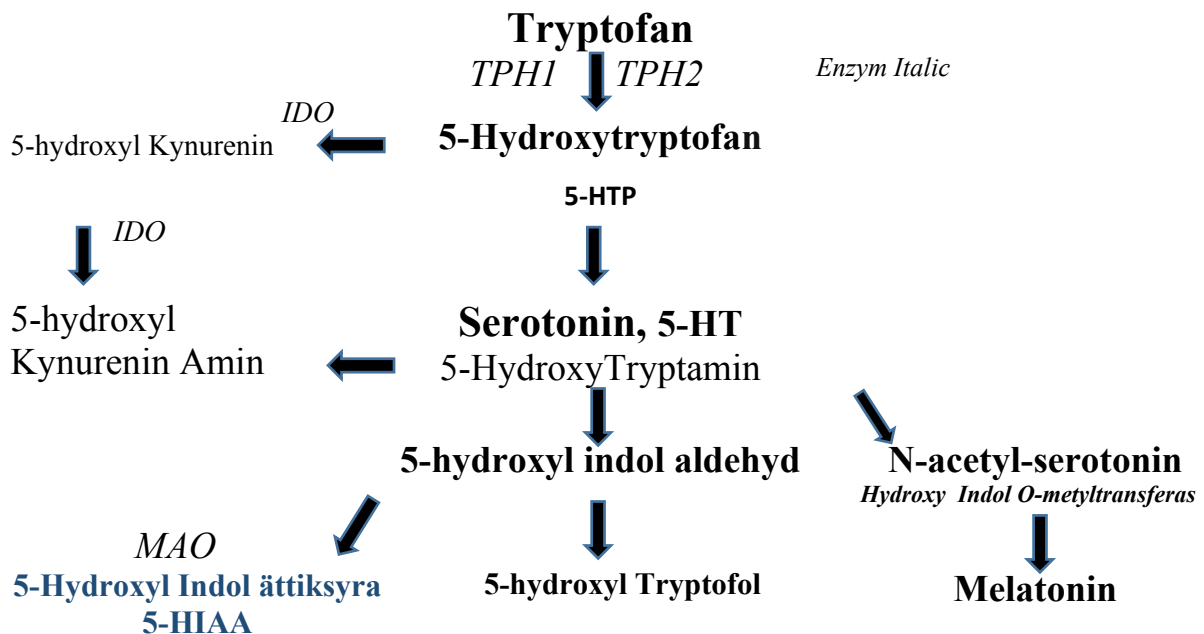 Tryptofan
TPH1 TPH2
Enzym Italic
IDO
5-hydroxyl Kynurenin
5-Hydroxytryptofan
5-HTP
IDO
5-hydroxyl
Kynurenin Amin
Serotonin, 5-HT
5-HydroxyTryptamin
5-hydroxyl indol aldehyd
N-acetyl-serotonin
Hydroxy Indol O-metyltransferas
MAO
5-Hydroxyl Indol ättiksyra
5-HIAA
5-hydroxyl Tryptofol
Melatonin